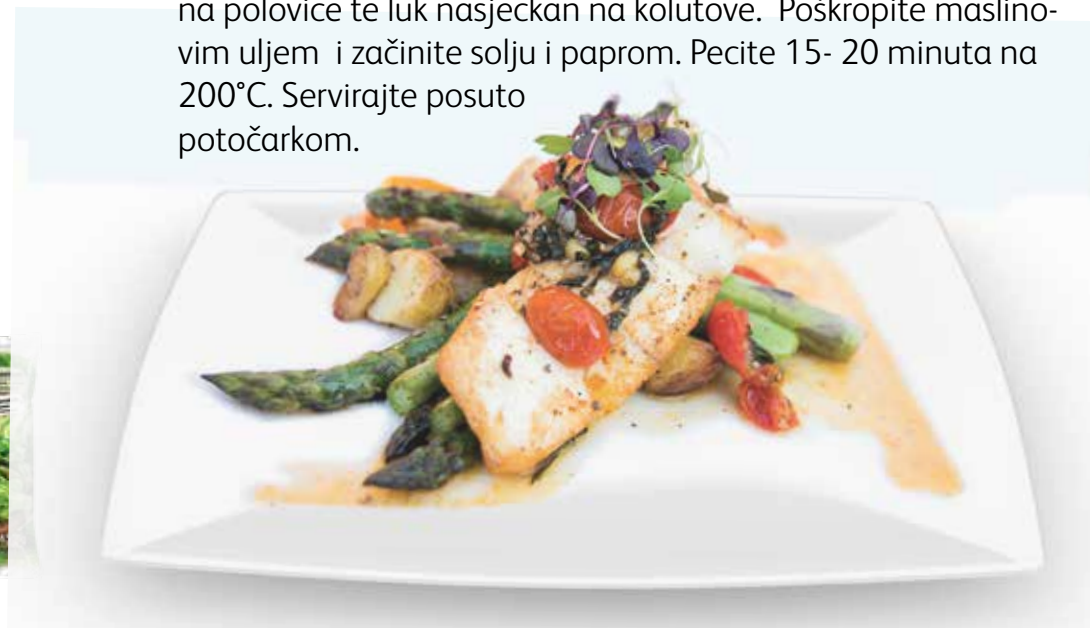 na polovice te luk nasjeckan na kolutove.  Poškropite maslino-
vim uljem  i začinite solju i paprom. Pecite 15- 20 minuta na
200°C. Servirajte posuto
potočarkom.